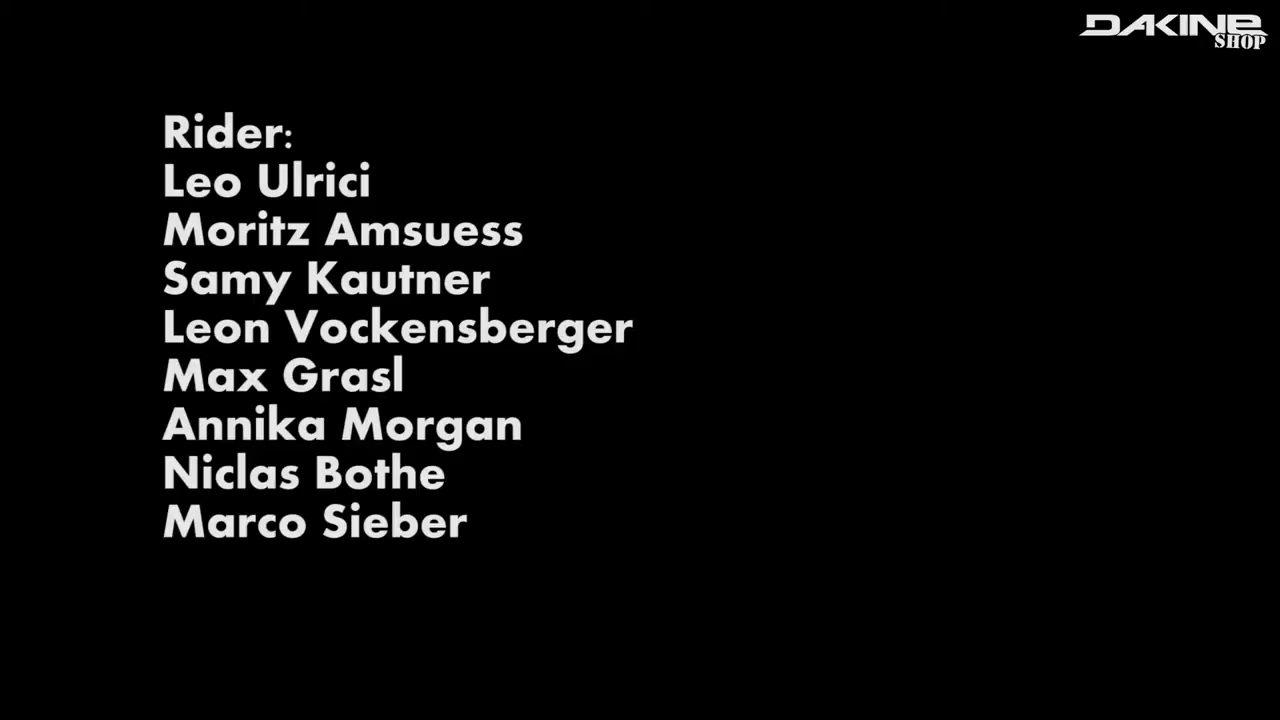 DAKINE
SHOP
Rider:
Leo Ulrici
Moritz Amsuess
Samy Kautner
Leon Vockensberger
Max Grasl
Annika Morgan
Niclas Bothe
Marco Sieber